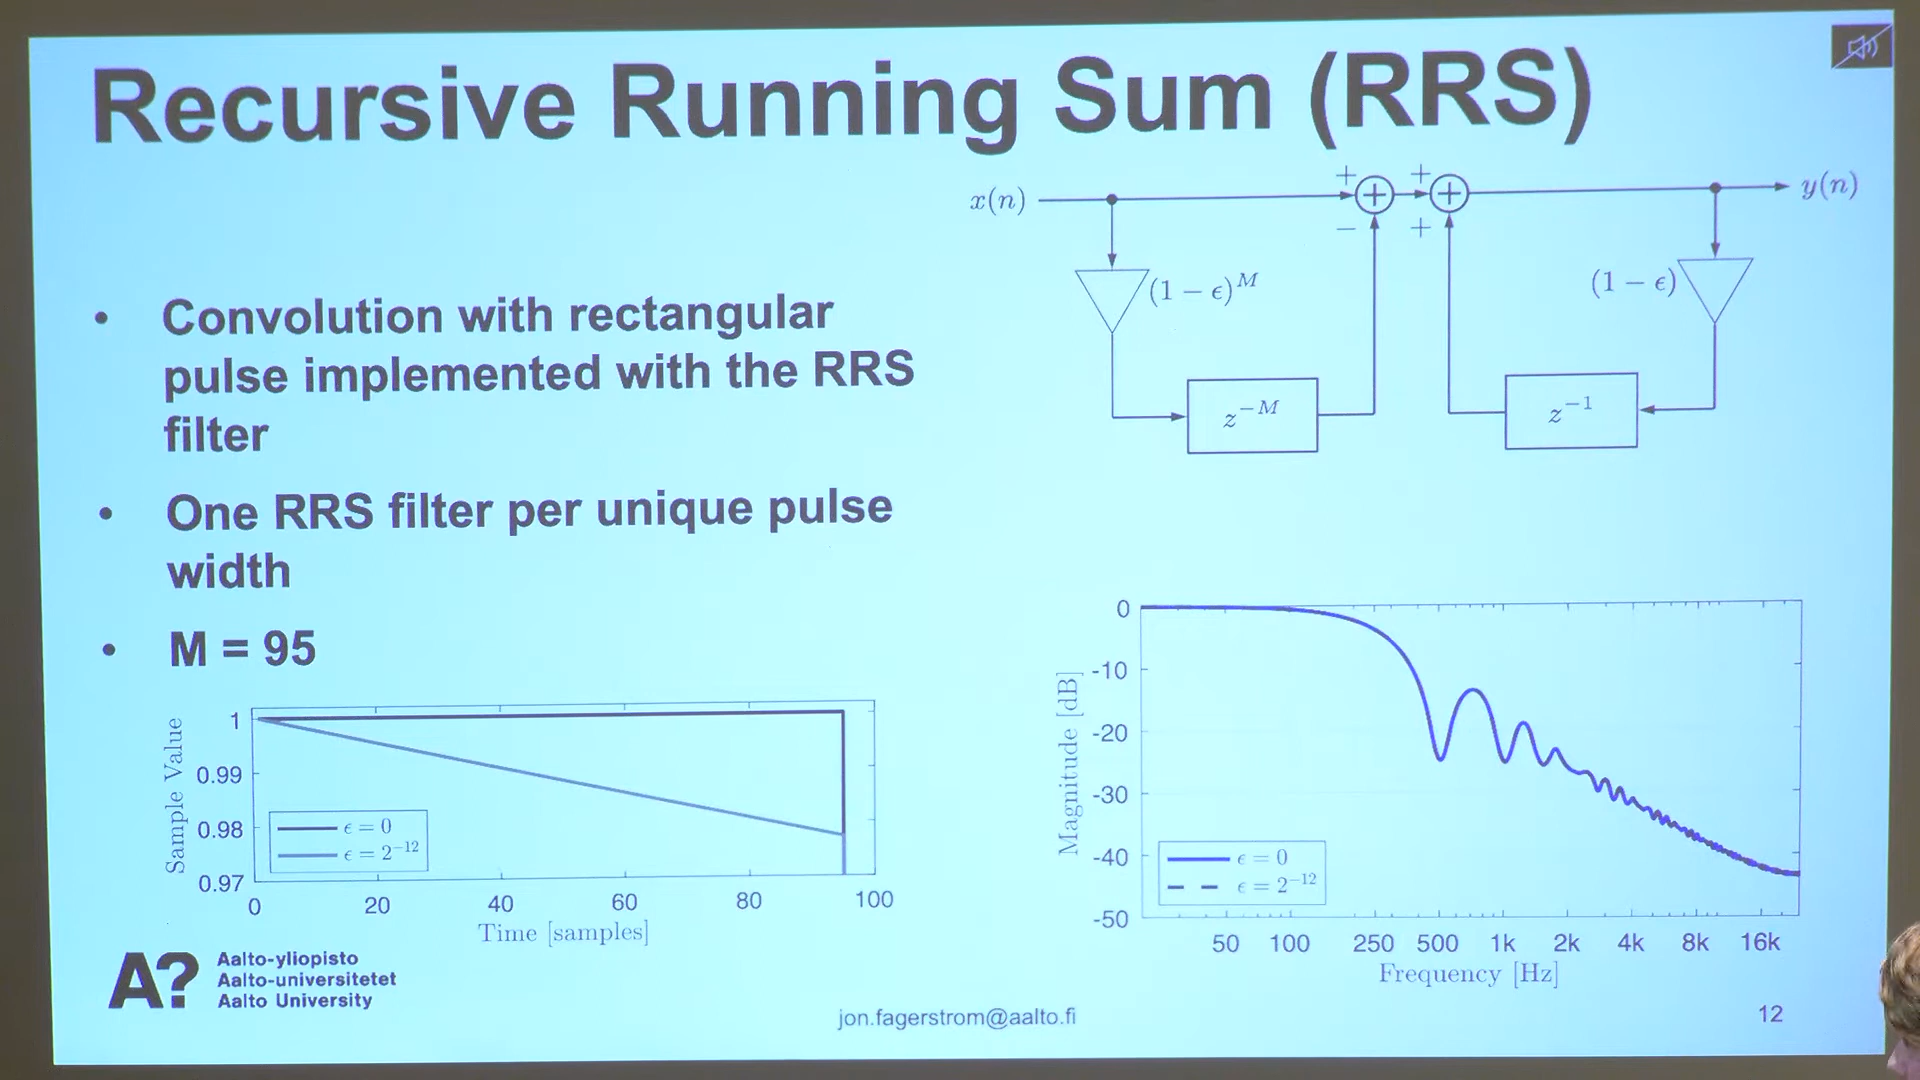 Recursive Running Sum (RRS)
x(n)
+
+
+
+
y(n)
−
+
(1 − ϵ)^M
(1 − ϵ)
z^−M
z^−1
• Convolution with rectangular
pulse implemented with the RRS
filter
• One RRS filter per unique pulse
width
• M = 95
Sample Value
1
0.99
0.98
0.97
ϵ = 0
ϵ = 2^−12
0 20 40 60 80 100
Time [samples]
Magnitude [dB]
0
-10
-20
-30
-40
-50
ϵ = 0
ϵ = 2^−12
50 100 250 500 1k 2k 4k 8k 16k
Frequency [Hz]
A?
Aalto-yliopisto
Aalto-universitetet
Aalto University
jon.fagerstrom@aalto.fi
12